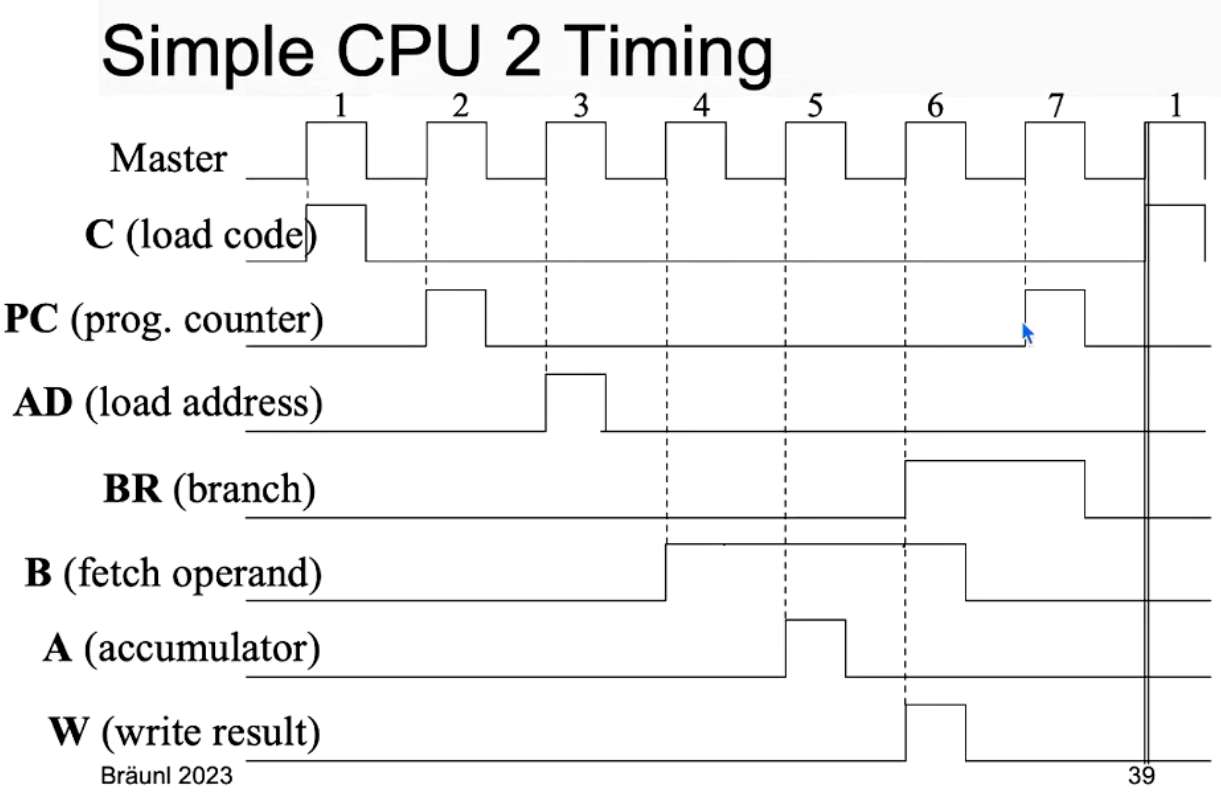 Simple CPU 2 Timing
1 2 3 4 5 6 7 1
Master
C (load code)
PC (prog. counter)
AD (load address)
BR (branch)
B (fetch operand)
A (accumulator)
W (write result)
Bräunl 2023 39